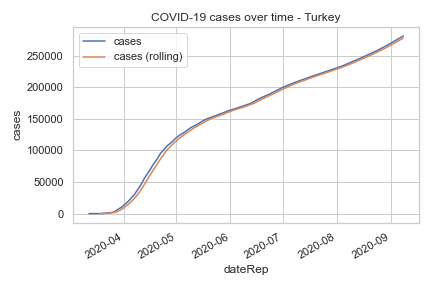 COVID-19 cases over time - Turkey
cases
cases (rolling)
250000
200000
150000
100000
50000
0
cases
2020-04
2020-05
2020-06
2020-07
2020-08
2020-09
dateRep